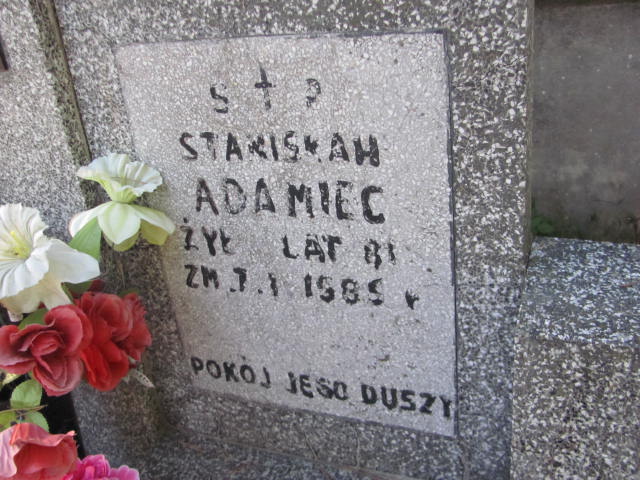 S † P
STANISŁAW
ADAMIEC
ŻYŁ LAT 81
ZM. 7. 1 1985 r
POKÓJ JEGO DUSZY